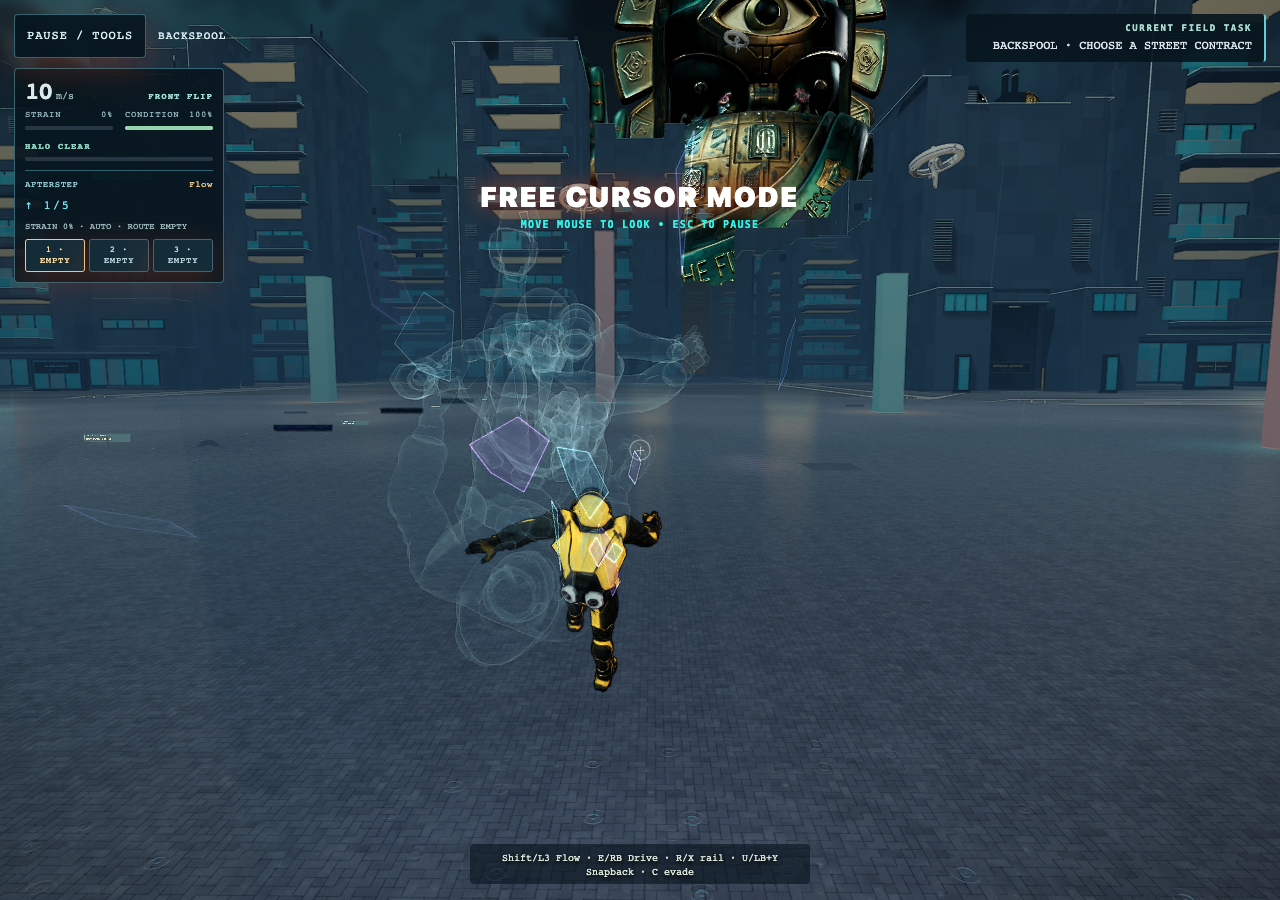 PAUSE / TOOLS
BACKSPOOL
CURRENT FIELD TASK
BACKSPOOL · CHOOSE A STREET CONTRACT
10 m/s
FRONT FLIP
STRAIN 0%
CONDITION 100%
HALO CLEAR
AFTERSTEP
Flow
↑ 1/5
STRAIN 0% · AUTO · ROUTE EMPTY
1 · EMPTY
2 · EMPTY
3 · EMPTY
FREE CURSOR MODE
MOVE MOUSE TO LOOK • ESC TO PAUSE
Shift/L3 Flow · E/RB Drive · R/X rail · U/LB+Y
Snapback · C evade